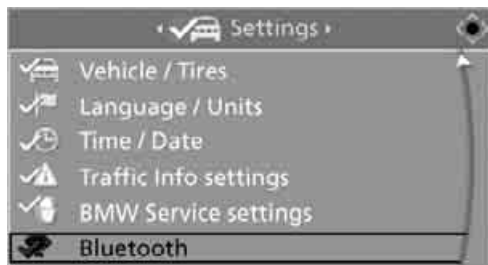 Settings
Vehicle / Tires
Language / Units
Time / Date
Traffic Info settings
BMW Service settings
Bluetooth